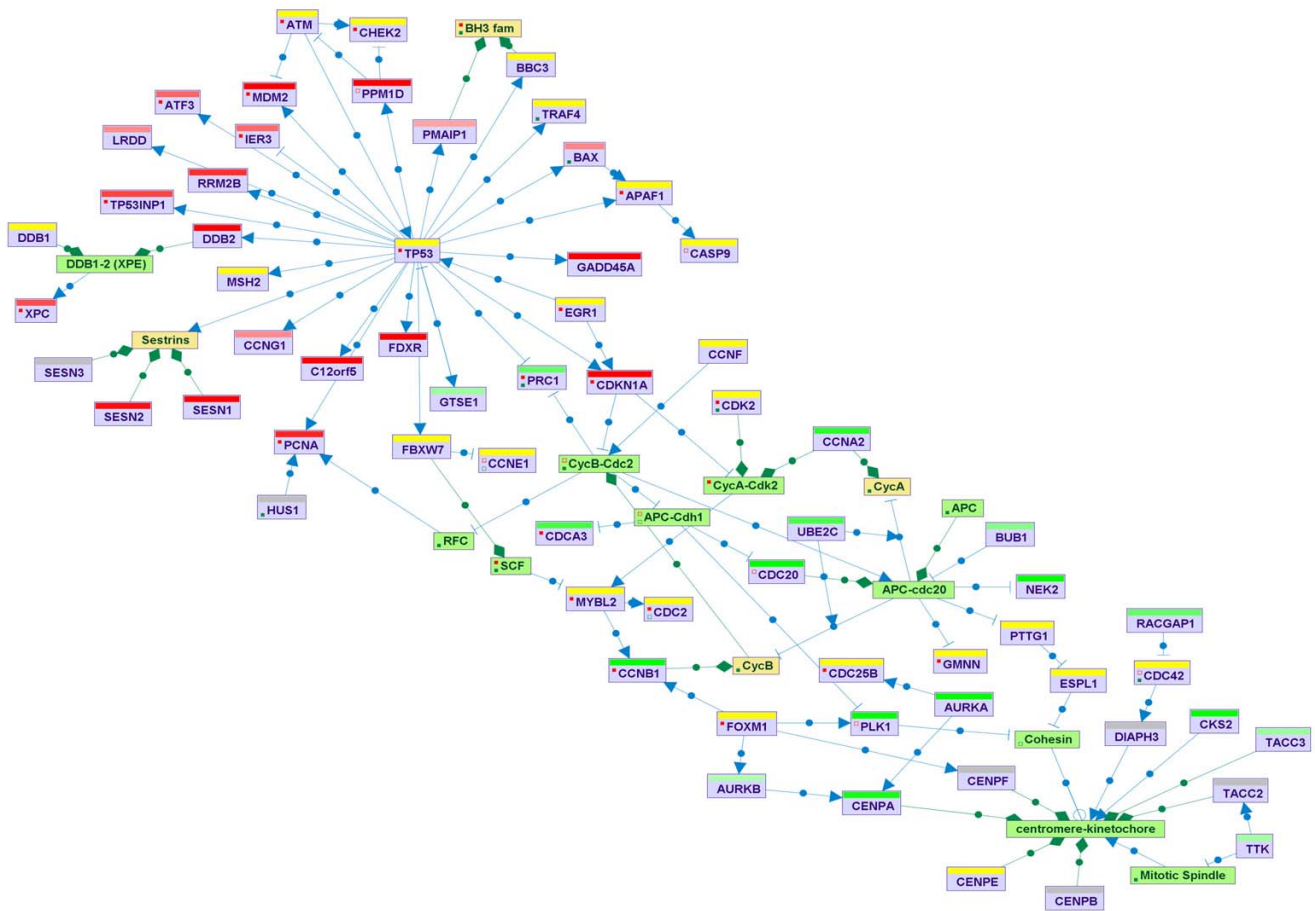 ATM
CHEK2
BH3 fam
BBC3
MDM2
PPM1D
ATF3
TRAF4
IER3
PMAIP1
LRDD
BAX
RRM2B
APAF1
TP53INP1
DDB1
DDB2
TP53
CASP9
DDB1-2 (XPE)
GADD45A
MSH2
XPC
EGR1
Sestrins
CCNG1
FDXR
CCNF
SESN3
C12orf5
PRC1
CDKN1A
GTSE1
CDK2
SESN2
SESN1
PCNA
FBXW7
CCNE1
CycB-Cdc2
CCNA2
CycA-Cdk2
CycA
HUS1
APC-Cdh1
APC
CDCA3
UBE2C
BUB1
RFC
SCF
CDC20
APC-cdc20
NEK2
MYBL2
CDC2
RACGAP1
PTTG1
CCNB1
CycB
CDC25B
GMNN
CDC42
ESPL1
AURKA
FOXM1
PLK1
CKS2
Cohesin
DIAPH3
TACC3
AURKB
CENPF
TACC2
CENPA
centromere-kinetochore
TTK
CENPE
Mitotic Spindle
CENPB